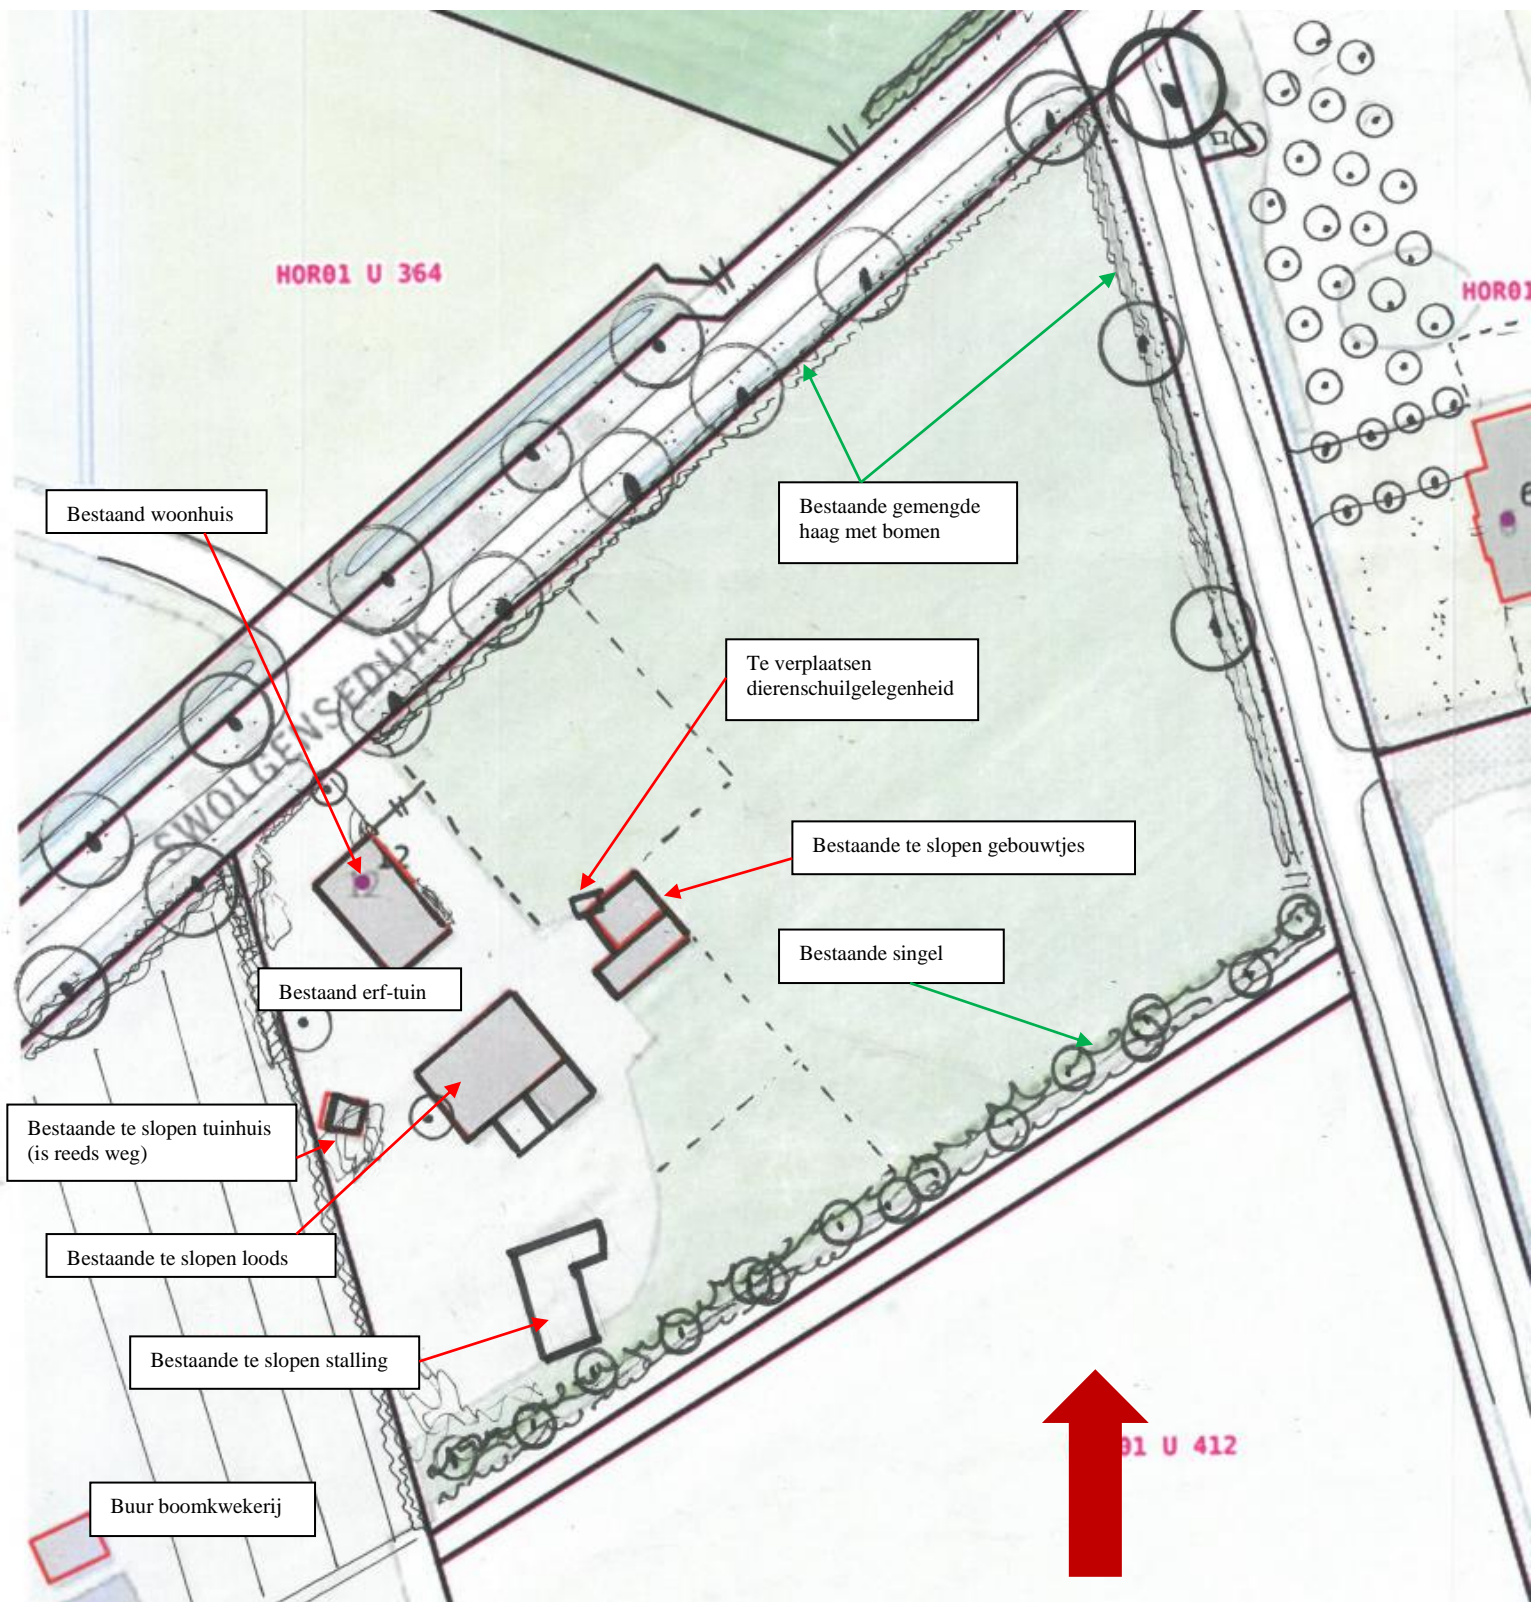 HOR01 U 364
HOR01
Bestaand woonhuis
Bestaande gemengde
haag met bomen
6
SWOLGENSEDIJK
Te verplaatsen
dierenschuilgelegenheid
12
Bestaande te slopen gebouwtjes
Bestaande singel
Bestaand erf-tuin
Bestaande te slopen tuinhuis
(is reeds weg)
Bestaande te slopen loods
Bestaande te slopen stalling
01 U 412
Buur boomkwekerij